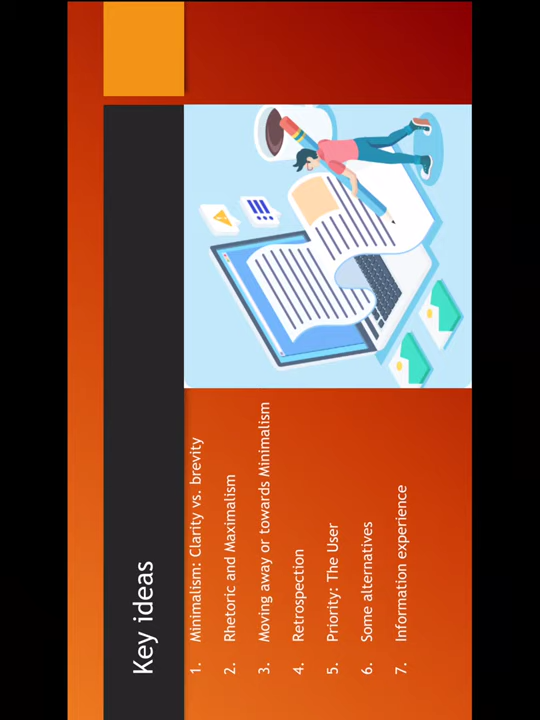 Key ideas
1. Minimalism: Clarity vs. brevity
2. Rhetoric and Maximalism
3. Moving away or towards Minimalism
4. Retrospection
5. Priority: The User
6. Some alternatives
7. Information experience